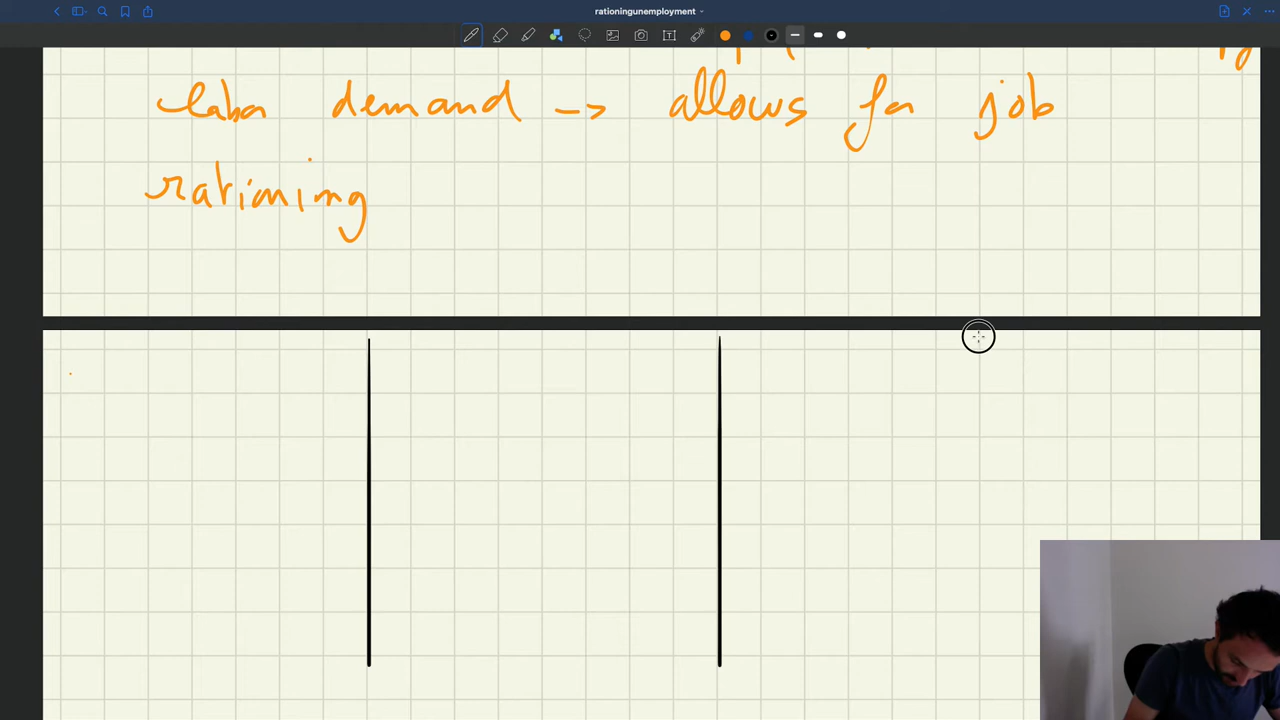 rationingunemployment
labor demand -> allows for job
rationing